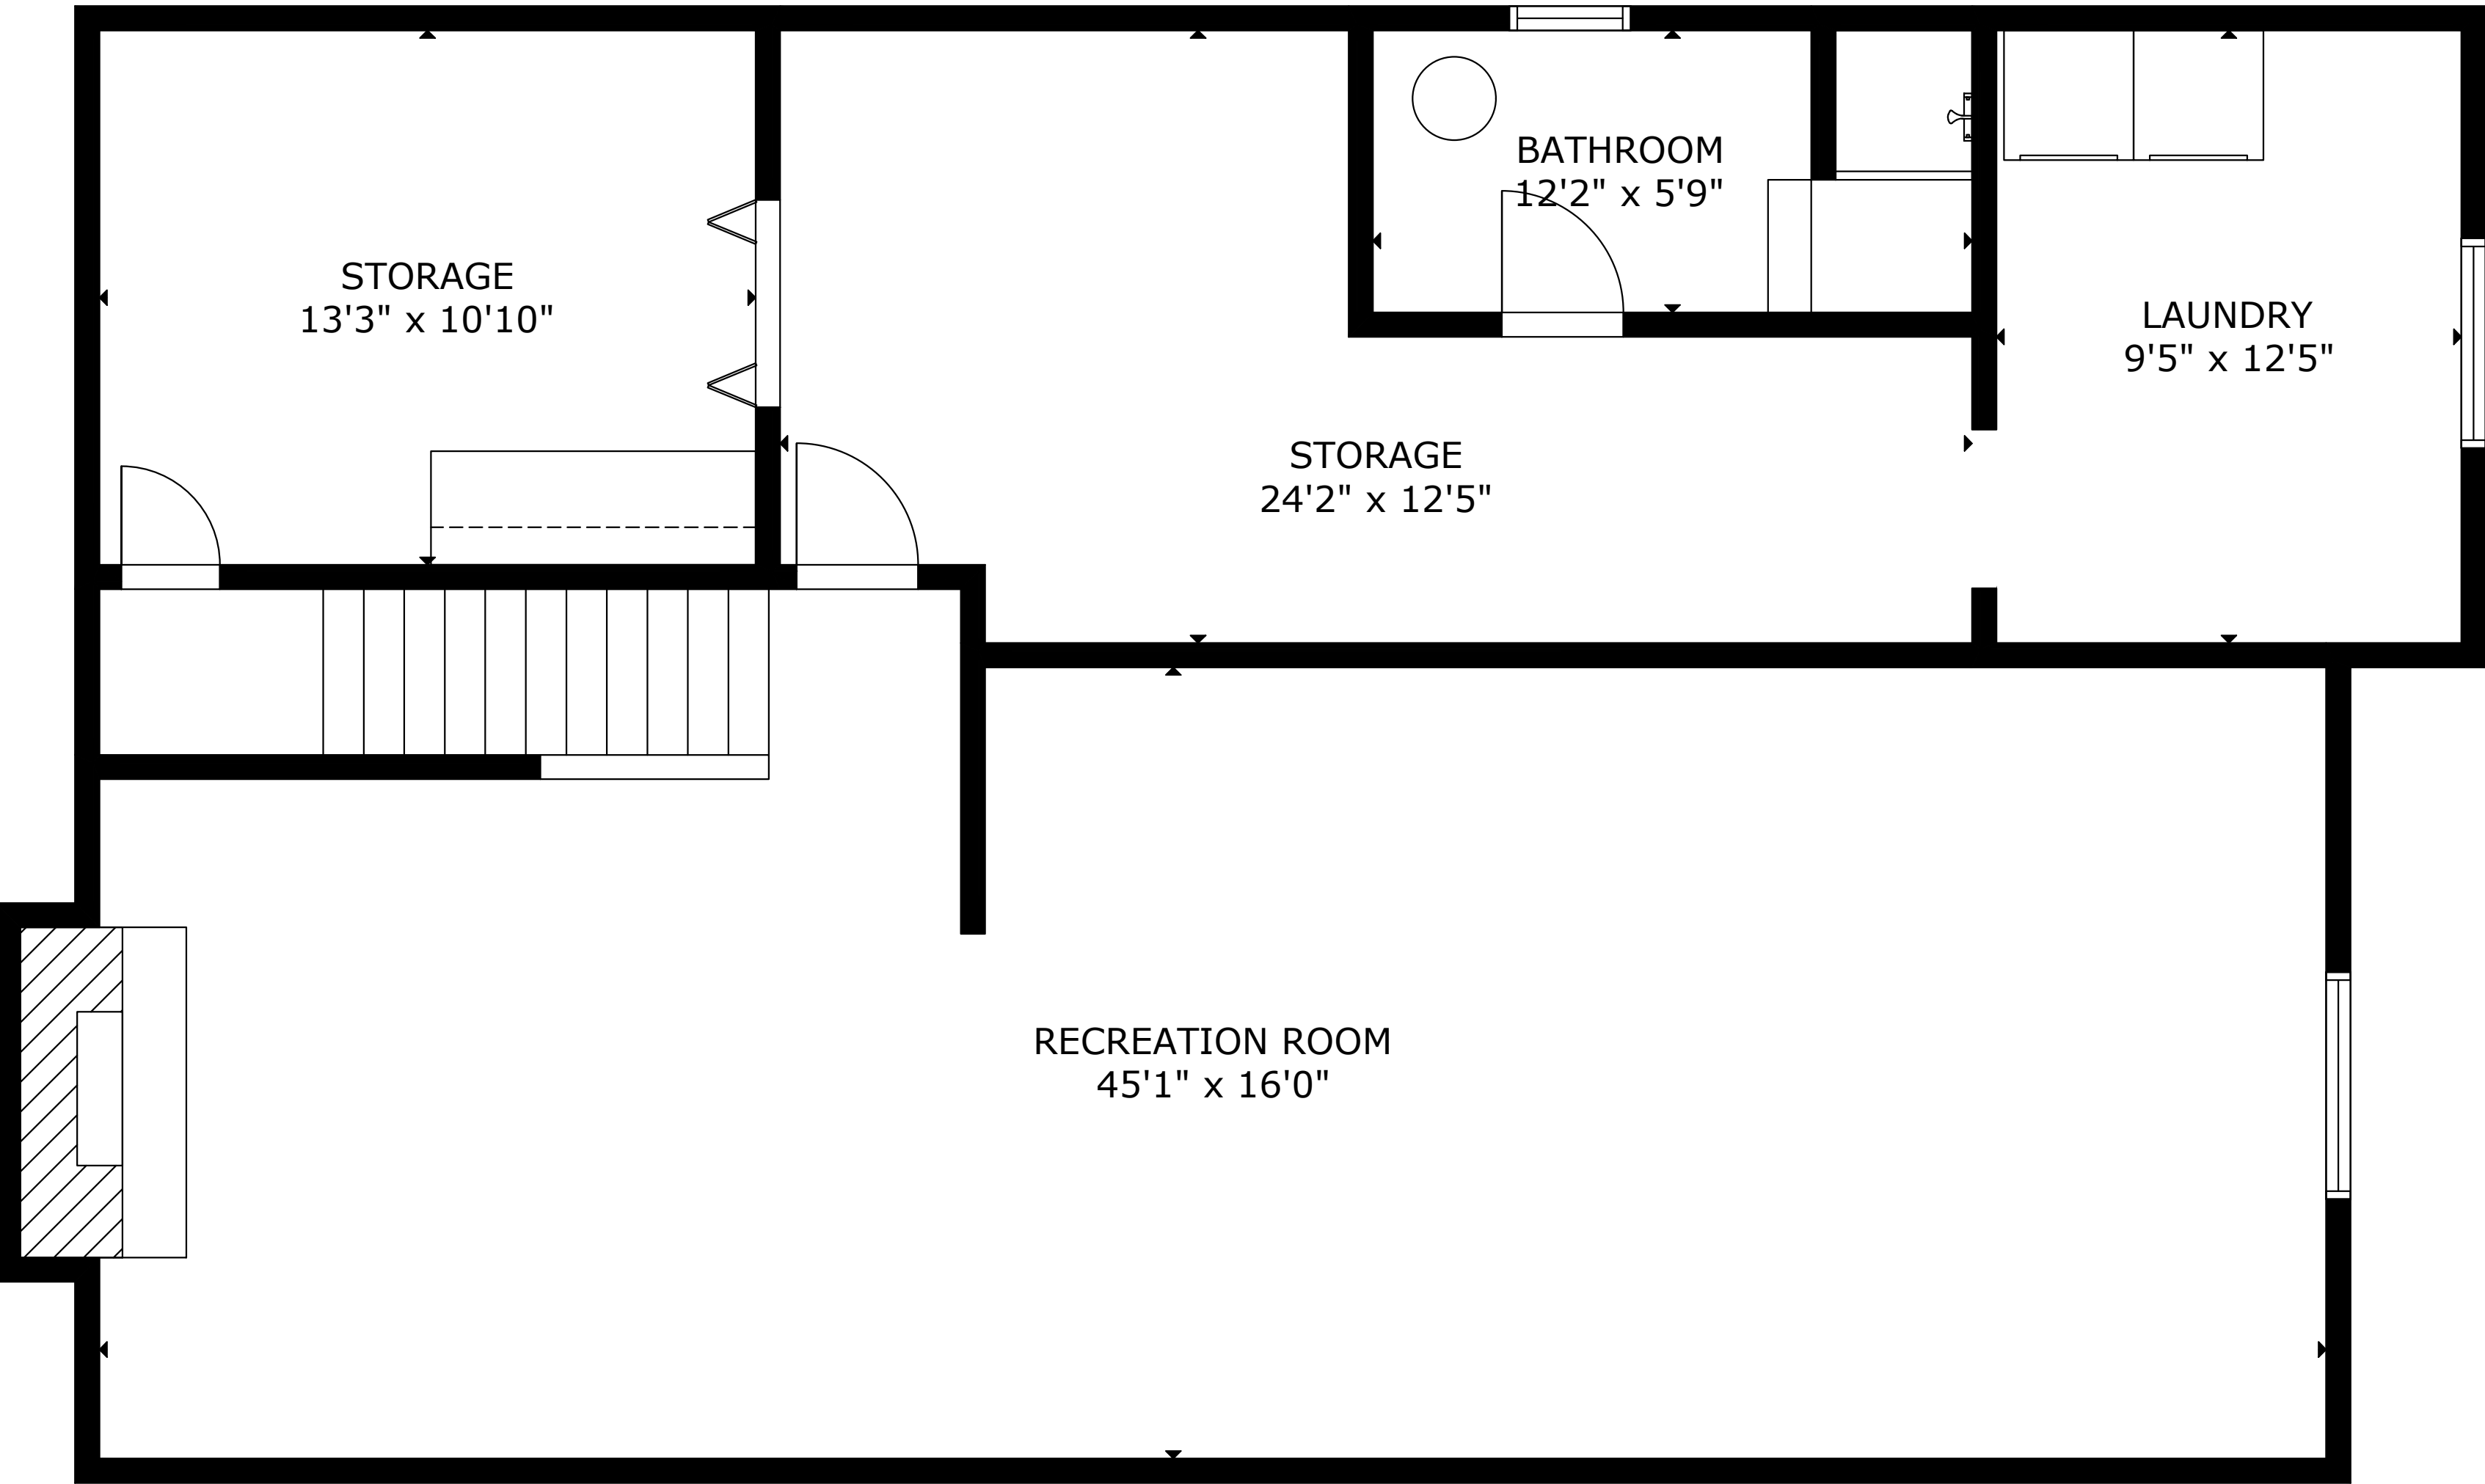 BATHROOM
12'2" x 5'9"
STORAGE
13'3" x 10'10"
LAUNDRY
9'5" x 12'5"
STORAGE
24'2" x 12'5"
RECREATION ROOM
45'1" x 16'0"